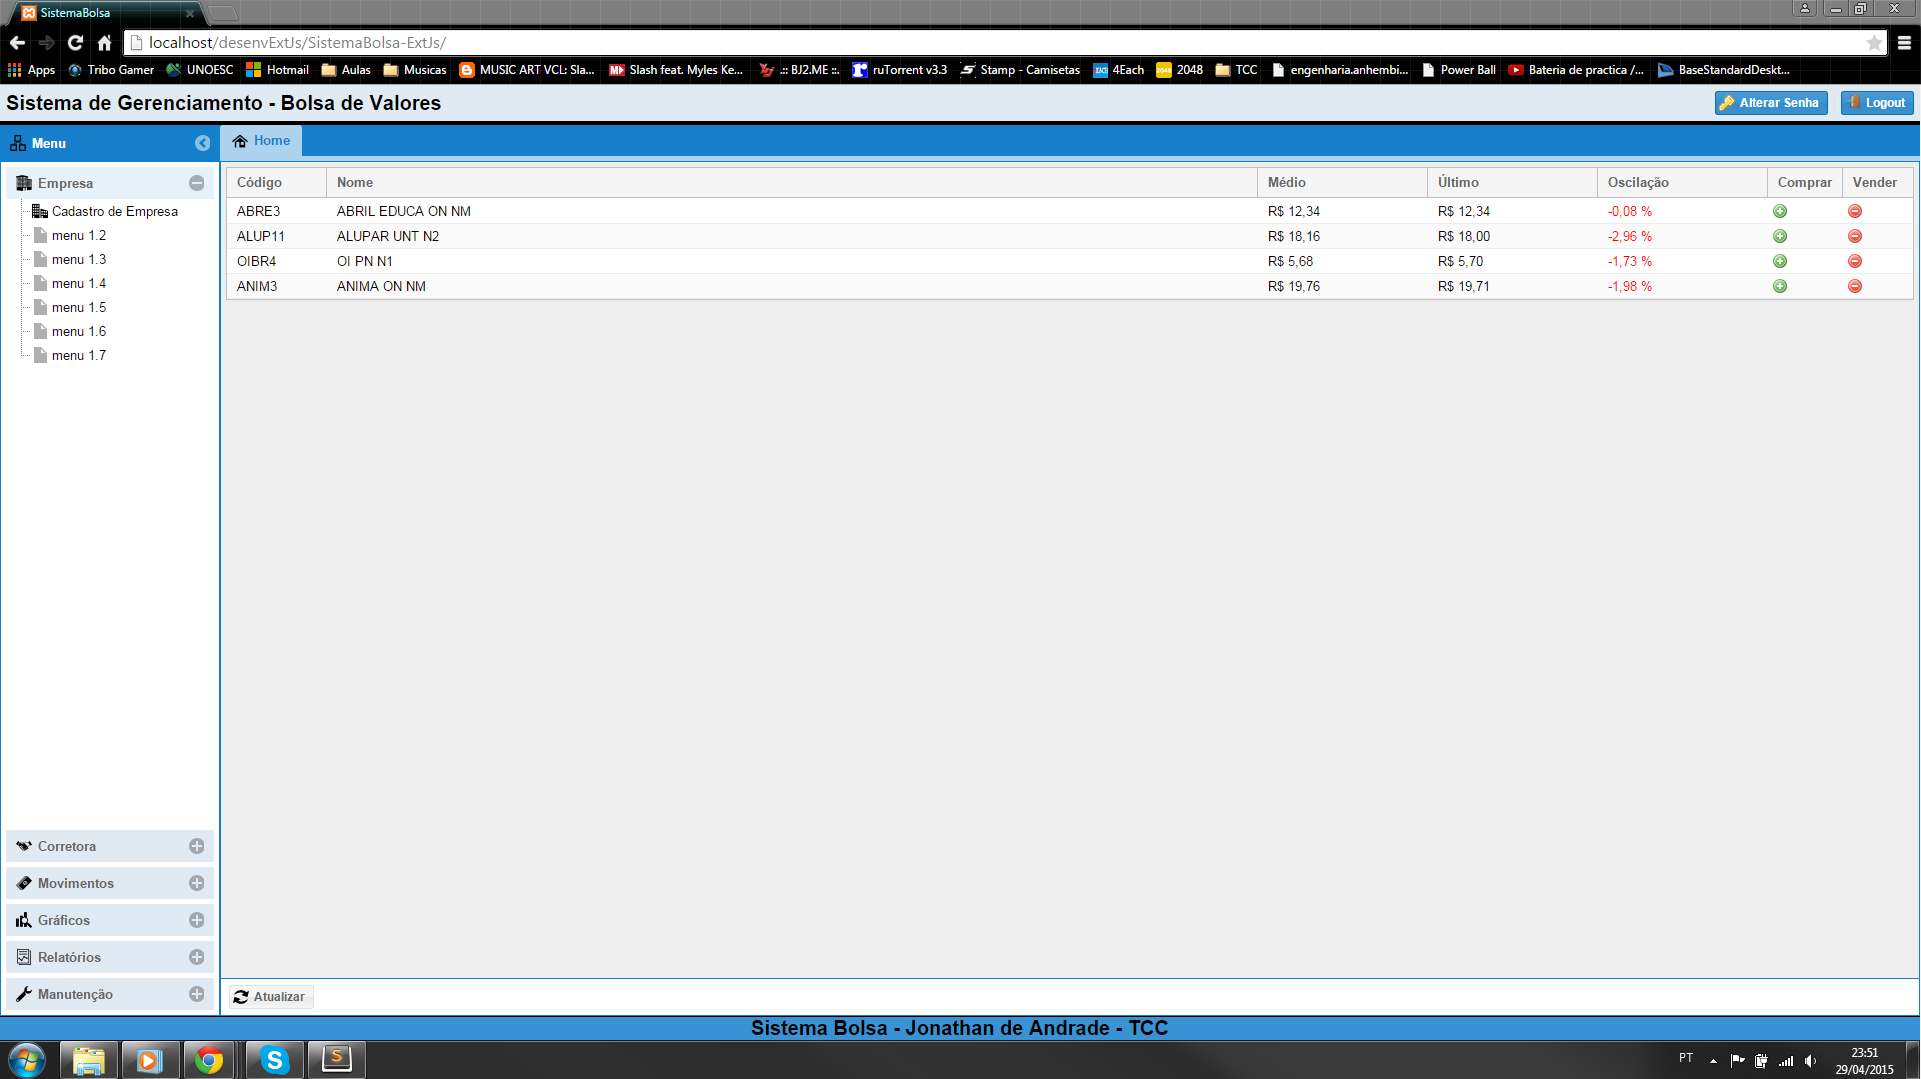 SistemaBolsa
localhost/desenvExtJs/SistemaBolsa-ExtJs/
Apps Tribo Gamer UNOESC Hotmail Aulas Musicas MUSIC ART VCL: Sla... Slash feat. Myles Ke... .:: BJ2.ME ::. ruTorrent v3.3 Stamp - Camisetas 4Each 2048 TCC engenharia.anhembi... Power Ball Bateria de practica /... BaseStandardDeskt...
Sistema de Gerenciamento - Bolsa de Valores Alterar Senha Logout
Menu Home
Empresa
Cadastro de Empresa
menu 1.2
menu 1.3
menu 1.4
menu 1.5
menu 1.6
menu 1.7
Corretora
Movimentos
Gráficos
Relatórios
Manutenção
Código Nome Médio Último Oscilação Comprar Vender
ABRE3 ABRIL EDUCA ON NM R$ 12,34 R$ 12,34 -0,08 %
ALUP11 ALUPAR UNT N2 R$ 18,16 R$ 18,00 -2,96 %
OIBR4 OI PN N1 R$ 5,68 R$ 5,70 -1,73 %
ANIM3 ANIMA ON NM R$ 19,76 R$ 19,71 -1,98 %
Atualizar
Sistema Bolsa - Jonathan de Andrade - TCC
PT 23:51
29/04/2015